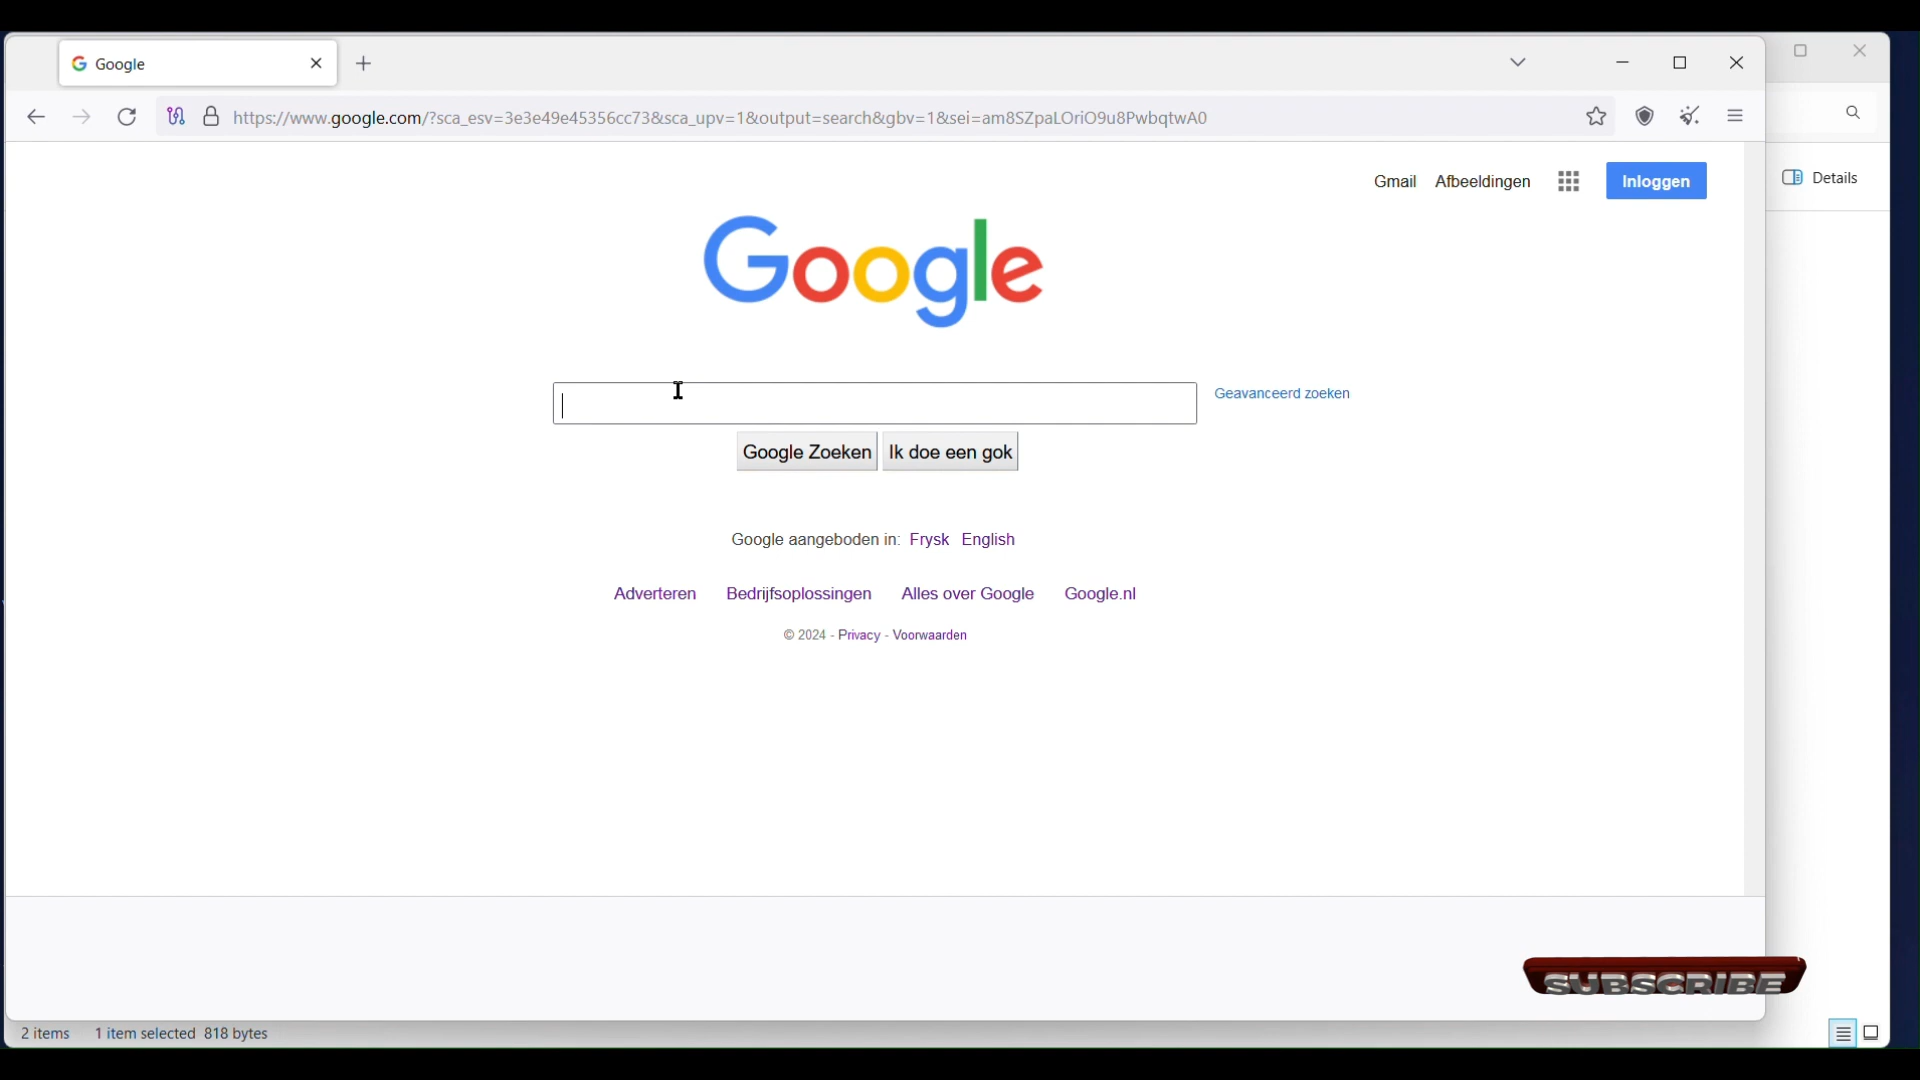 Google
https://www.google.com/?sca_esv=3e3e49e45356cc73&sca_upv=1&output=search&gbv=1&sei=am8SZpaLOriO9u8PwbqtwA0
Gmail Afbeeldingen Inloggen
Details
Google
Geavanceerd zoeken
Google Zoeken Ik doe een gok
Google aangeboden in: Frysk English
Adverteren Bedrijfsoplossingen Alles over Google Google.nl
© 2024 - Privacy - Voorwaarden
SUBSCRIBE
2 items 1 item selected 818 bytes